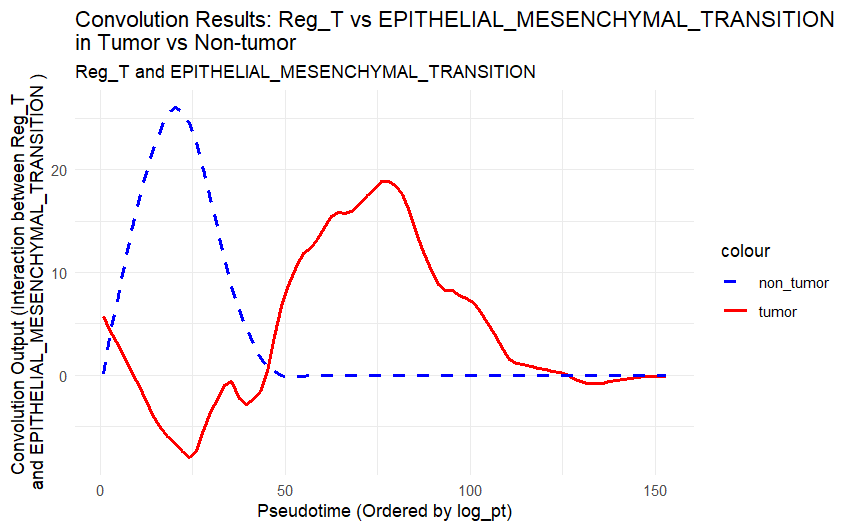 Convolution Results: Reg_T vs EPITHELIAL_MESENCHYMAL_TRANSITION
in Tumor vs Non-tumor
Reg_T and EPITHELIAL_MESENCHYMAL_TRANSITION
Convolution Output (Interaction between Reg_T
and EPITHELIAL_MESENCHYMAL_TRANSITION )
20
10
0
0
50
100
150
Pseudotime (Ordered by log_pt)
colour
non_tumor
tumor